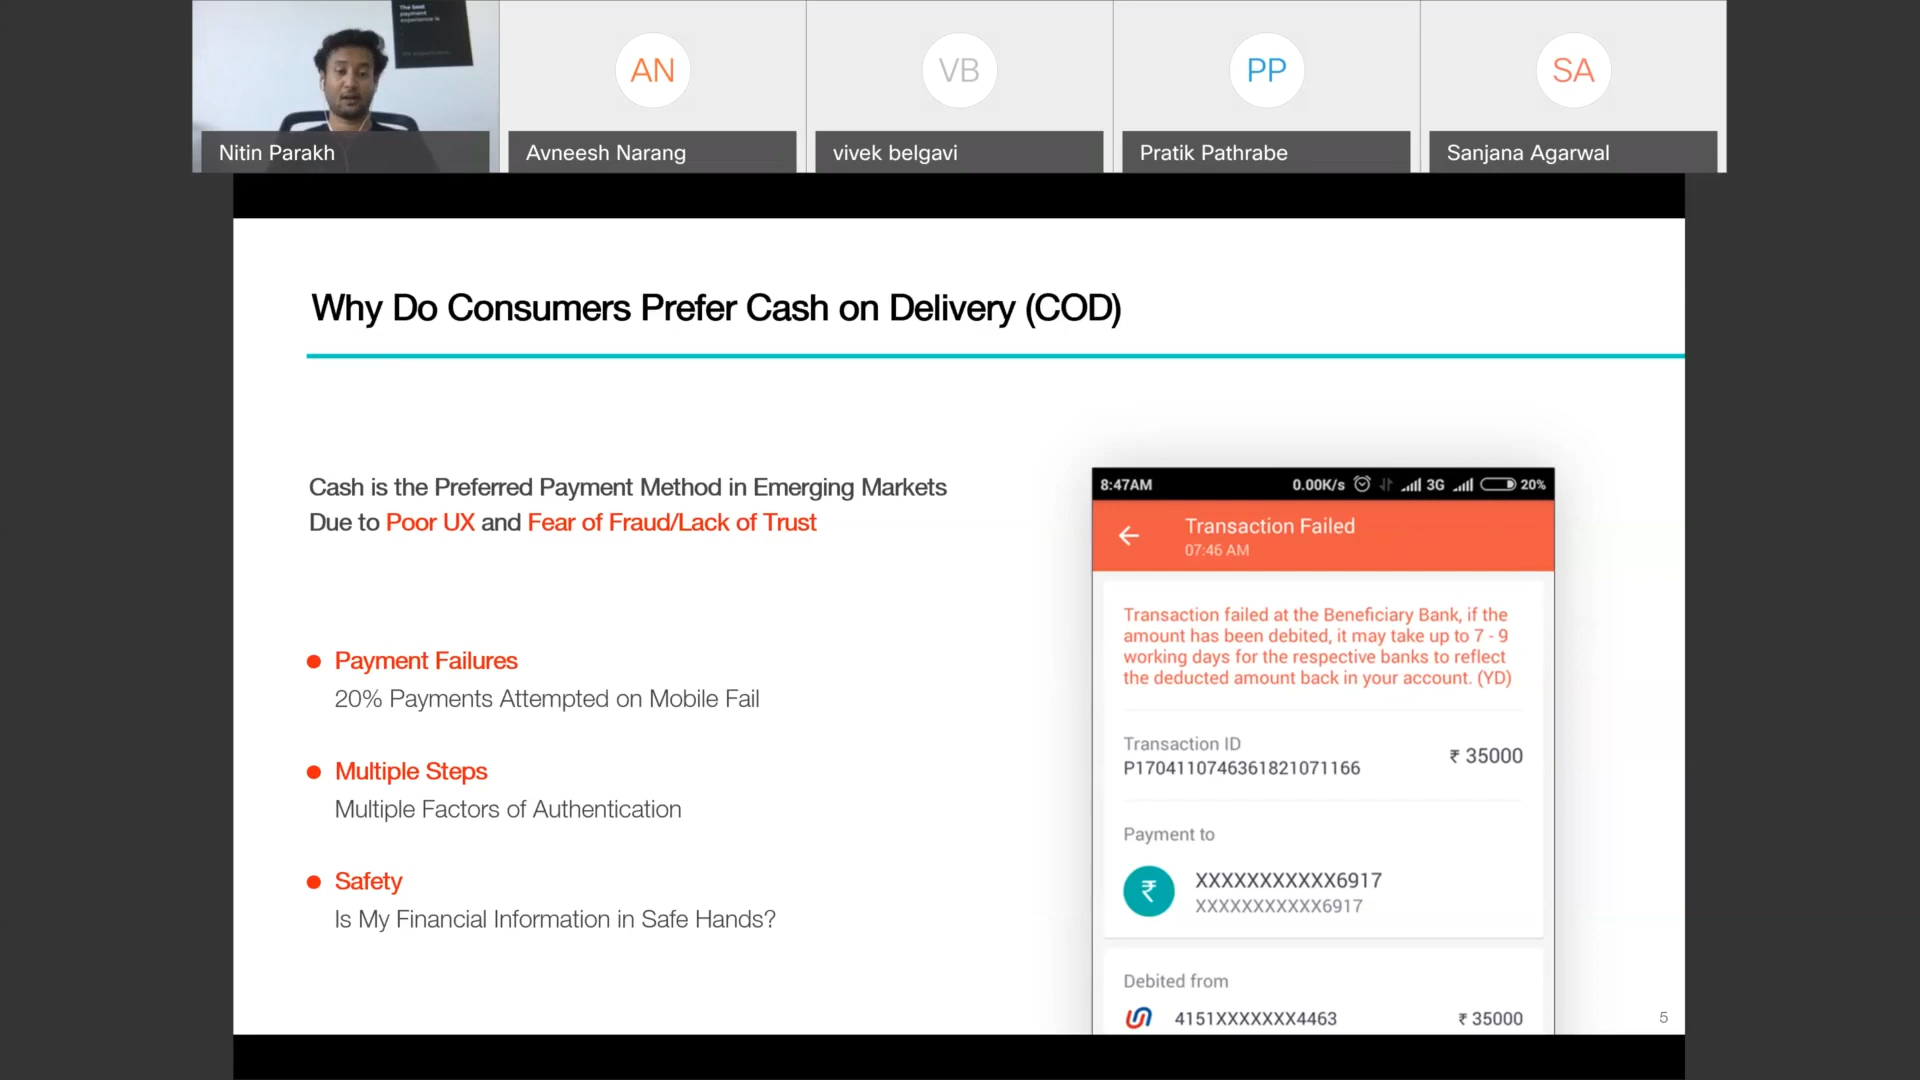 The best
payment
experience is
Nitin Parakh
AN
Avneesh Narang
VB
vivek belgavi
PP
Pratik Pathrabe
SA
Sanjana Agarwal
Why Do Consumers Prefer Cash on Delivery (COD)
Cash is the Preferred Payment Method in Emerging Markets
Due to Poor UX and Fear of Fraud/Lack of Trust
Payment Failures
20% Payments Attempted on Mobile Fail
Multiple Steps
Multiple Factors of Authentication
Safety
Is My Financial Information in Safe Hands?
8:47AM 0.00K/s 3G 20%
Transaction Failed
07:46 AM
Transaction failed at the Beneficiary Bank, if the
amount has been debited, it may take up to 7 - 9
working days for the respective banks to reflect
the deducted amount back in your account. (YD)
Transaction ID
P1704110746361821071166 ₹ 35000
Payment to
₹
XXXXXXXXXXX6917
XXXXXXXXXXX6917
Debited from
4151XXXXXXX4463 ₹ 35000
5